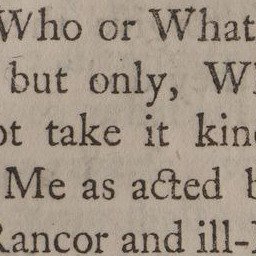 Who or What
but only, W
ot take it kin
Me as acted b
Rancor and ill-